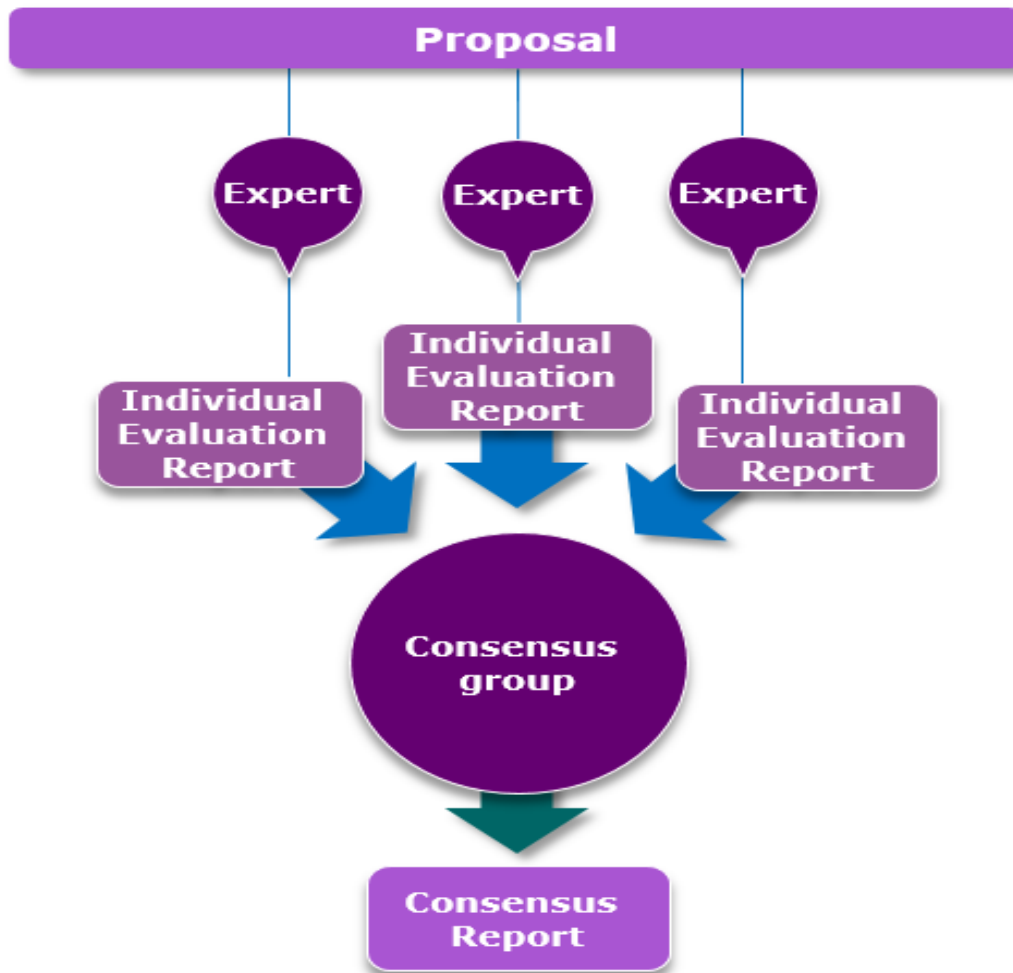 Proposal
Expert
Expert
Expert
Individual
Evaluation
Report
Individual
Evaluation
Report
Individual
Evaluation
Report
Consensus
group
Consensus
Report